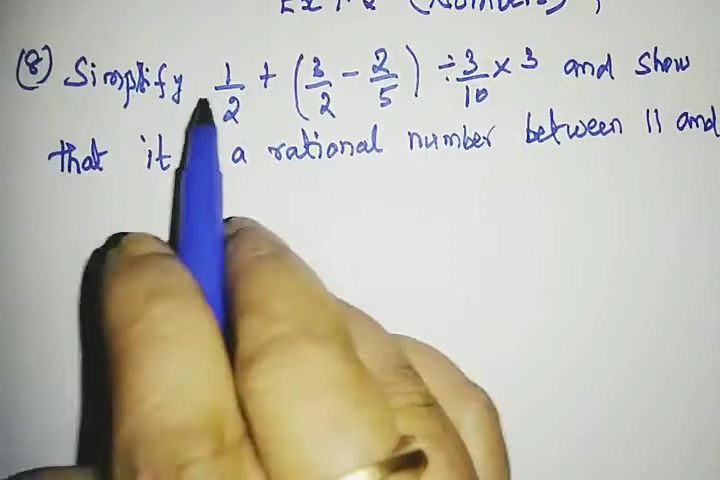 (Numbers)
(8) Simplify 1/2 + (3/2 - 2/5) ÷ 3/10 × 3 and show
that it a rational number between 11 and